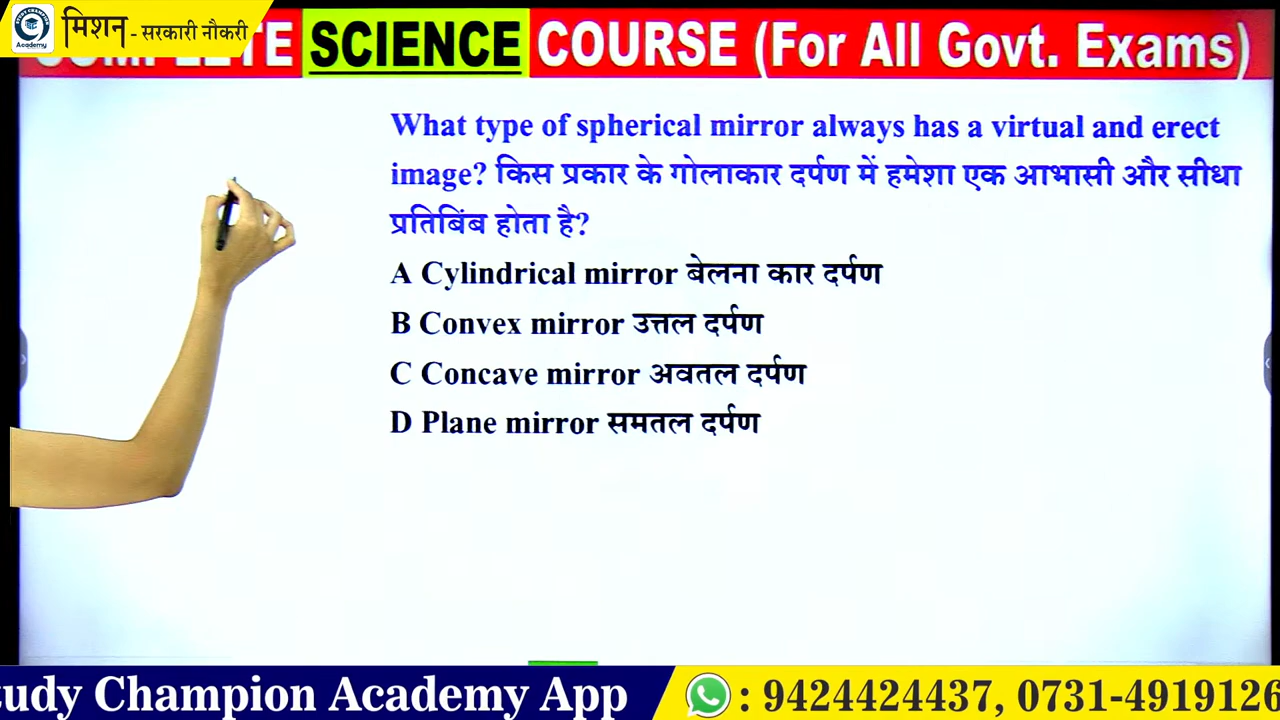 मिशन - सरकारी नौकरी
Academy
SCIENCE COURSE (For All Govt. Exams)
What type of spherical mirror always has a virtual and erect
image? किस प्रकार के गोलाकार दर्पण में हमेशा एक आभासी और सीधा
प्रतिबिंब होता है?
A Cylindrical mirror बेलना कार दर्पण
B Convex mirror उत्तल दर्पण
C Concave mirror अवतल दर्पण
D Plane mirror समतल दर्पण
tudy Champion Academy App
: 9424424437, 0731-4919126